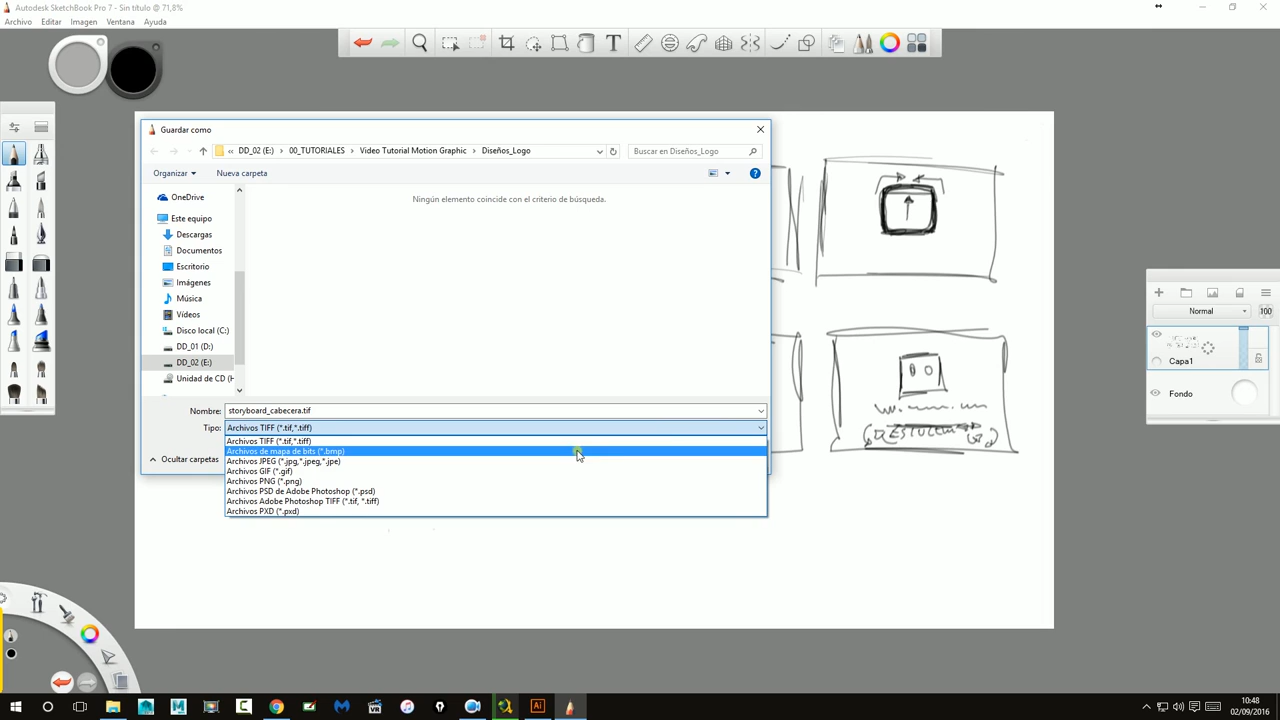 Autodesk SketchBook Pro 7 - Sin título @ 71,8%
Archivo Editar Imagen Ventana Ayuda
Guardar como
« DD_02 (E:) › 00_TUTORIALES › Video Tutorial Motion Graphic › Diseños_Logo
Buscar en Diseños_Logo
Organizar
Nueva carpeta
OneDrive
Ningún elemento coincide con el criterio de búsqueda.
Este equipo
Descargas
Documentos
Escritorio
Imágenes
Música
Vídeos
Disco local (C:)
DD_01 (D:)
DD_02 (E:)
Unidad de CD (H
Nombre: storyboard_cabecera.tif
Tipo: Archivos TIFF (*.tif,*.tiff)
Archivos TIFF (*.tif,*.tiff)
Archivos de mapa de bits (*.bmp)
Archivos JPEG (*.jpg,*.jpeg,*.jpe)
Archivos GIF (*.gif)
Archivos PNG (*.png)
Archivos PSD de Adobe Photoshop (*.psd)
Archivos Adobe Photoshop TIFF (*.tif, *.tiff)
Archivos PXD (*.pxd)
Ocultar carpetas
Normal
100
Capa1
Fondo
10:48
02/09/2016